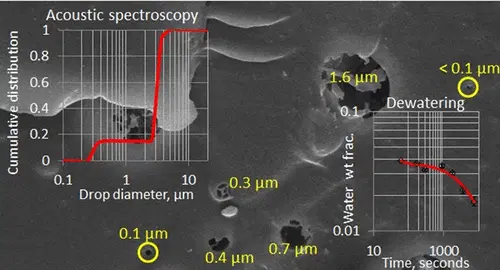 Acoustic spectroscopy
Cumulative distribution
1
0.8
0.6
0.4
0.2
0
0.1 1 10
Drop diameter, µm
1.6 µm
< 0.1 µm
Dewatering
0.1
Water wt frac.
0.01
10 1000
Time, seconds
0.3 µm
0.1 µm
0.4 µm
0.7 µm